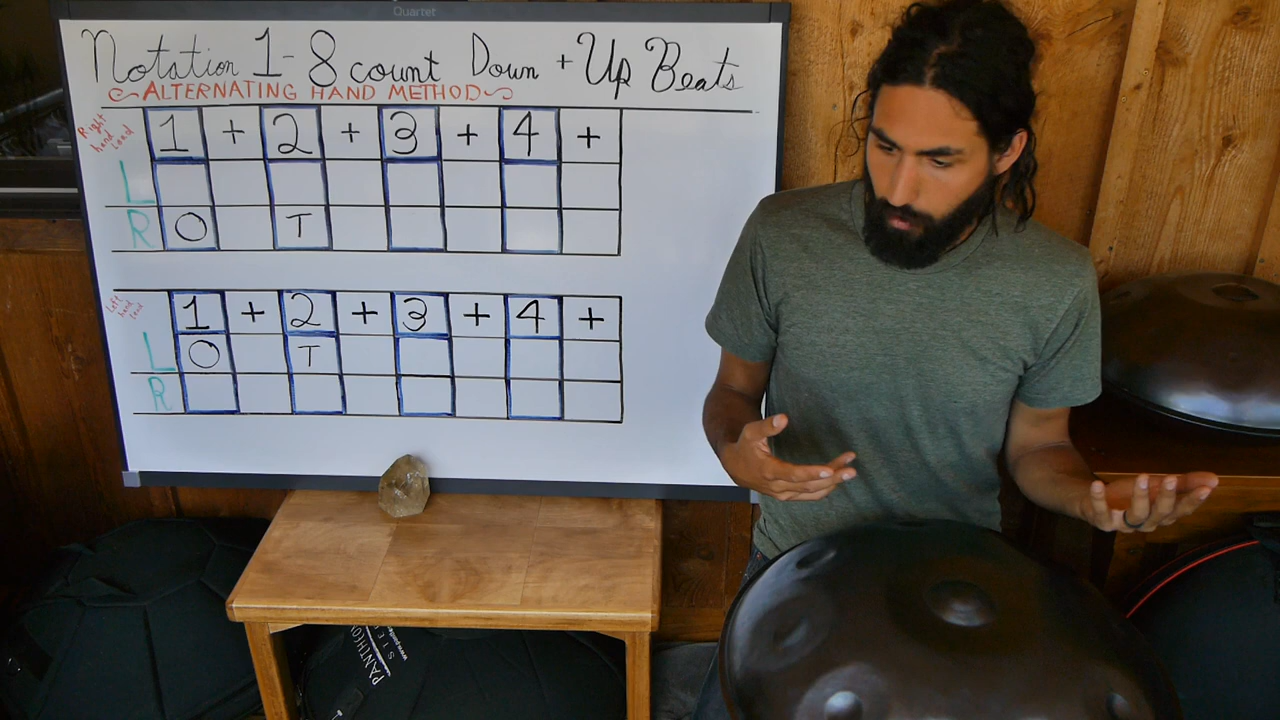 Quartet
Notation 1-8 count Down + Up Beats
~ALTERNATING HAND METHOD~
Right hand Lead
1 + 2 + 3 + 4 +
L
R O T
Left hand Lead
1 + 2 + 3 + 4 +
L O T
R
PANTHEON